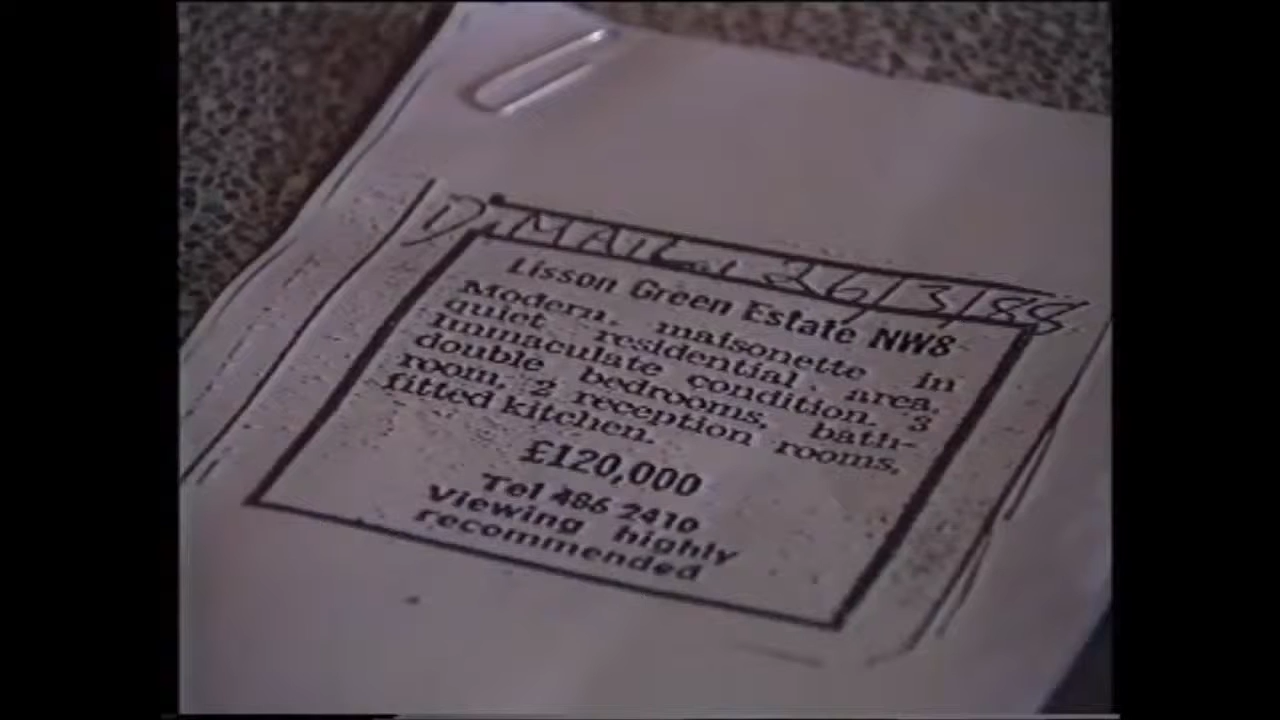 D. MAIL. 26/3/88
Lisson Green Estate NW8
Modern maisonette in
quiet residential area,
immaculate condition. 3
double bedrooms, bath-
room, 2 reception rooms,
fitted kitchen.
£120,000
Tel 486 2410
Viewing highly
recommended